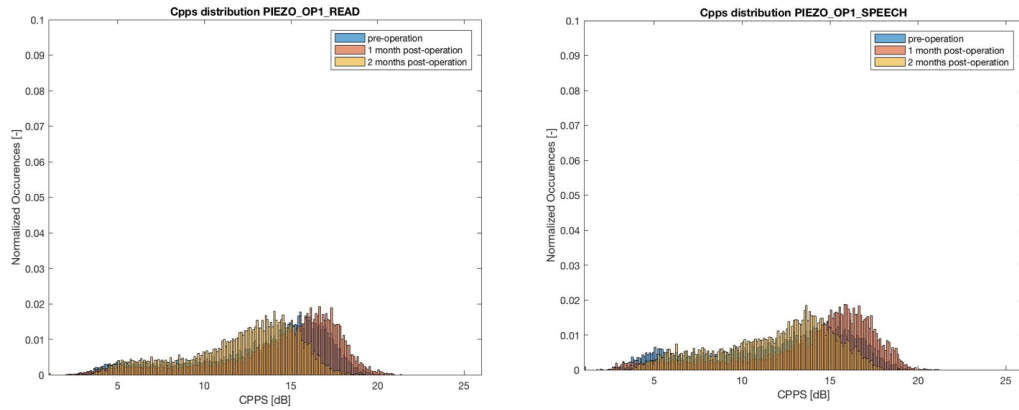 Cpps distribution PIEZO_OP1_READ
0.1
0.09
0.08
0.07
0.06
0.05
0.04
0.03
0.02
0.01
0
Normalized Occurences [-]
pre-operation
1 month post-operation
2 months post-operation
5
10
15
20
25
CPPS [dB]
Cpps distribution PIEZO_OP1_SPEECH
0.1
0.09
0.08
0.07
0.06
0.05
0.04
0.03
0.02
0.01
0
Normalized Occurences [-]
pre-operation
1 month post-operation
2 months post-operation
5
10
15
20
25
CPPS [dB]